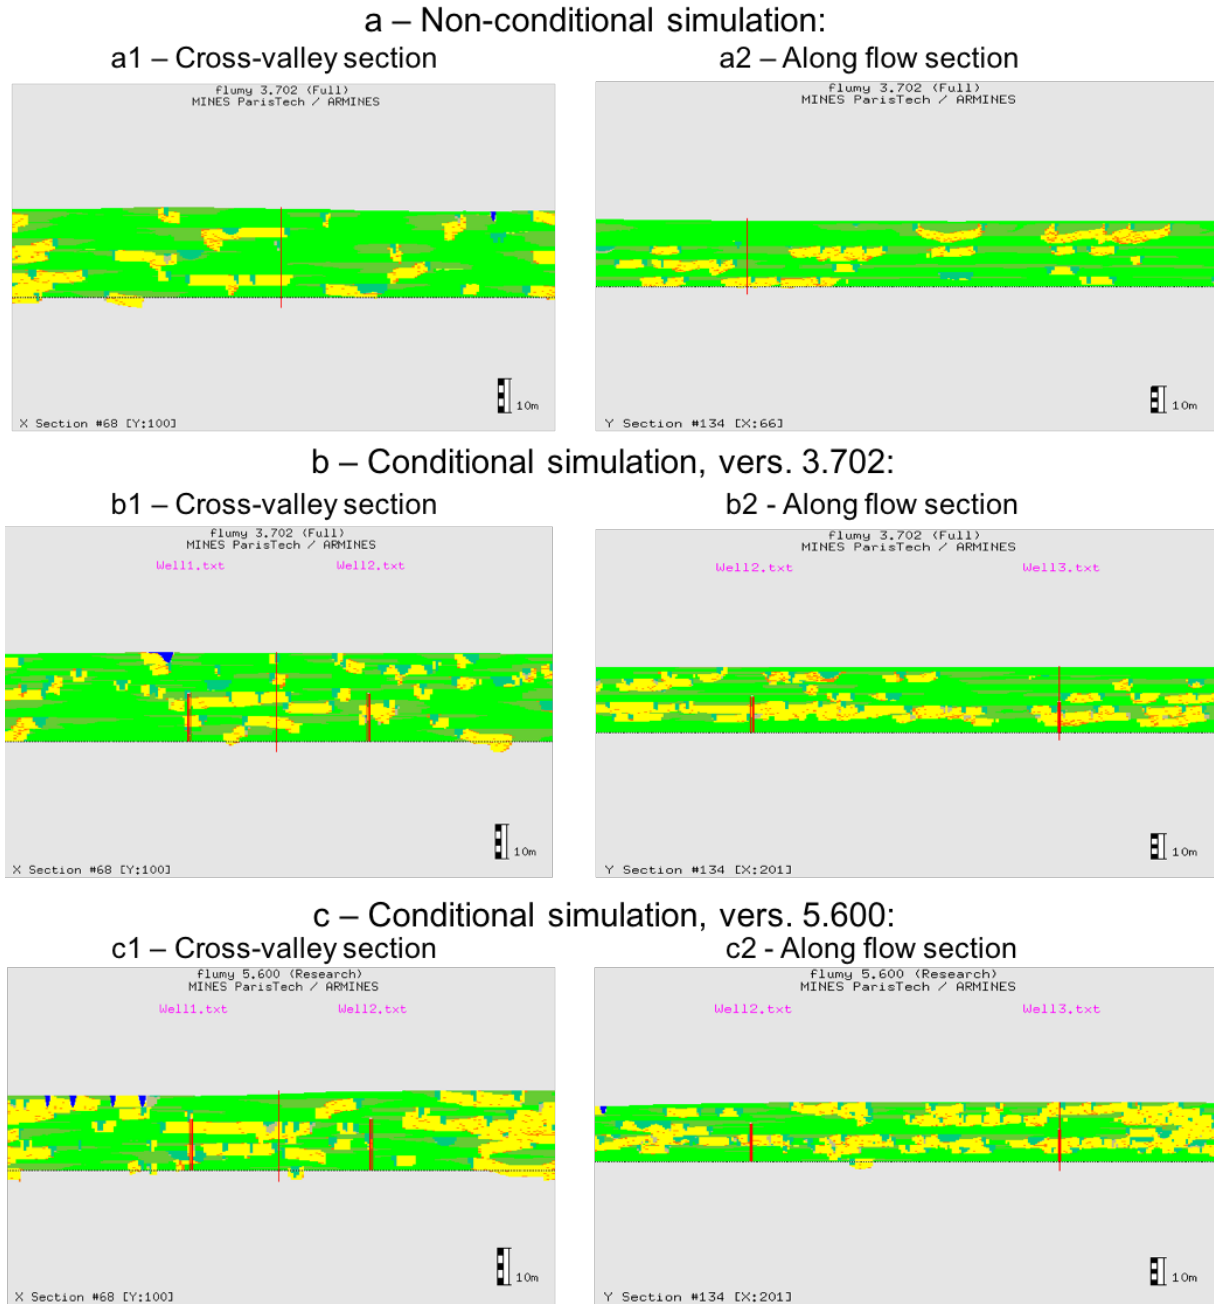 a – Non-conditional simulation:
a1 – Cross-valley section
a2 – Along flow section
flumy 3.702 (Full)
MINES ParisTech / ARMINES
flumy 3.702 (Full)
MINES ParisTech / ARMINES
10m
X Section #68 [Y:100]
10m
Y Section #134 [X:66]
b – Conditional simulation, vers. 3.702:
b1 – Cross-valley section
b2 - Along flow section
flumy 3.702 (Full)
MINES ParisTech / ARMINES
Well1.txt
Well2.txt
flumy 3.702 (Full)
MINES ParisTech / ARMINES
Well2.txt
Well3.txt
10m
X Section #68 [Y:100]
10m
Y Section #134 [X:201]
c – Conditional simulation, vers. 5.600:
c1 – Cross-valley section
c2 - Along flow section
flumy 5.600 (Research)
MINES ParisTech / ARMINES
Well1.txt
Well2.txt
flumy 5.600 (Research)
MINES ParisTech / ARMINES
Well2.txt
Well3.txt
10m
X Section #68 [Y:100]
10m
Y Section #134 [X:201]